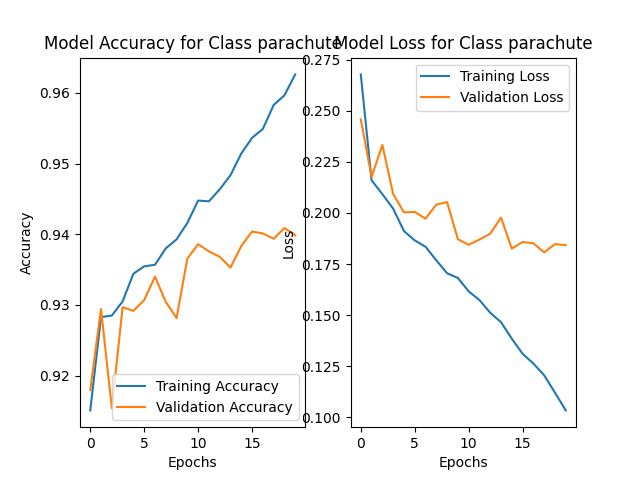 Model Accuracy for Class parachute
Model Loss for Class parachute
Accuracy
0.96
0.95
0.94
0.93
0.92
0
5
10
15
Epochs
Training Accuracy
Validation Accuracy
Loss
0.275
0.250
0.225
0.200
0.175
0.150
0.125
0.100
0
5
10
15
Epochs
Training Loss
Validation Loss